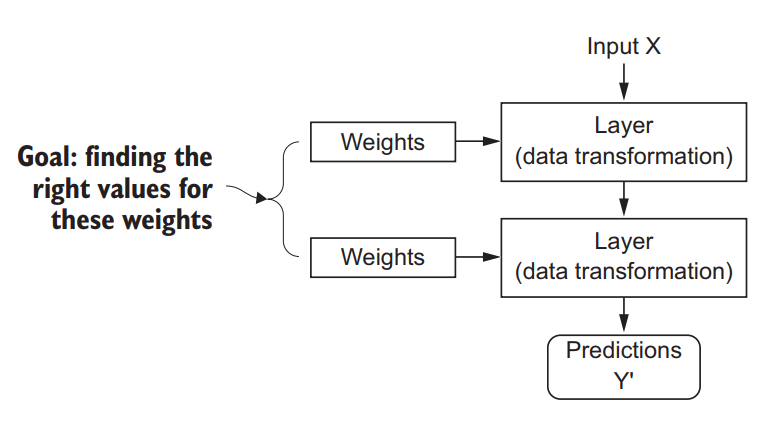 Input X
Layer
(data transformation)
Weights
Goal: finding the
right values for
these weights
Layer
(data transformation)
Weights
Predictions
Y'